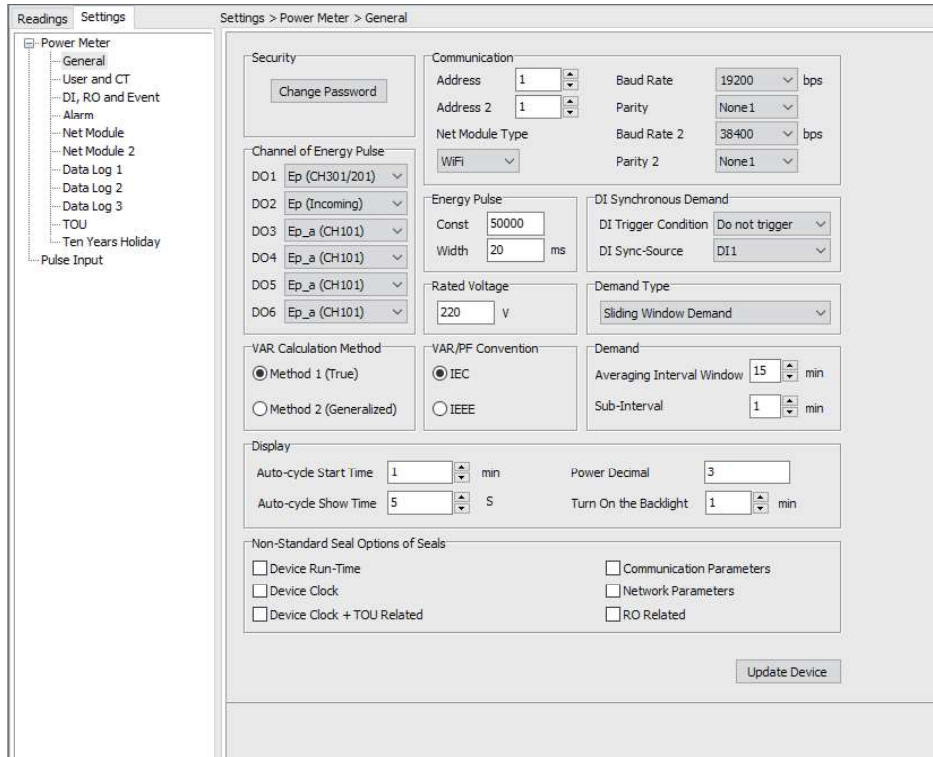 Readings Settings
Settings > Power Meter > General
Power Meter
General
User and CT
DI, RO and Event
Alarm
Net Module
Net Module 2
Data Log 1
Data Log 2
Data Log 3
TOU
Ten Years Holiday
Pulse Input
Security
Change Password
Communication
Address 1 Baud Rate 19200 bps
Address 2 1 Parity None1
Net Module Type Baud Rate 2 38400 bps
WiFi Parity 2 None1
Channel of Energy Pulse
DO1 Ep (CH301/201)
DO2 Ep (Incoming)
DO3 Ep_a (CH101)
DO4 Ep_a (CH101)
DO5 Ep_a (CH101)
DO6 Ep_a (CH101)
Energy Pulse
Const 50000
Width 20 ms
DI Synchronous Demand
DI Trigger Condition Do not trigger
DI Sync-Source DI1
Rated Voltage
220 V
Demand Type
Sliding Window Demand
VAR Calculation Method
Method 1 (True)
Method 2 (Generalized)
VAR/PF Convention
IEC
IEEE
Demand
Averaging Interval Window 15 min
Sub-Interval 1 min
Display
Auto-cycle Start Time 1 min Power Decimal 3
Auto-cycle Show Time 5 S Turn On the Backlight 1 min
Non-Standard Seal Options of Seals
Device Run-Time Communication Parameters
Device Clock Network Parameters
Device Clock + TOU Related RO Related
Update Device